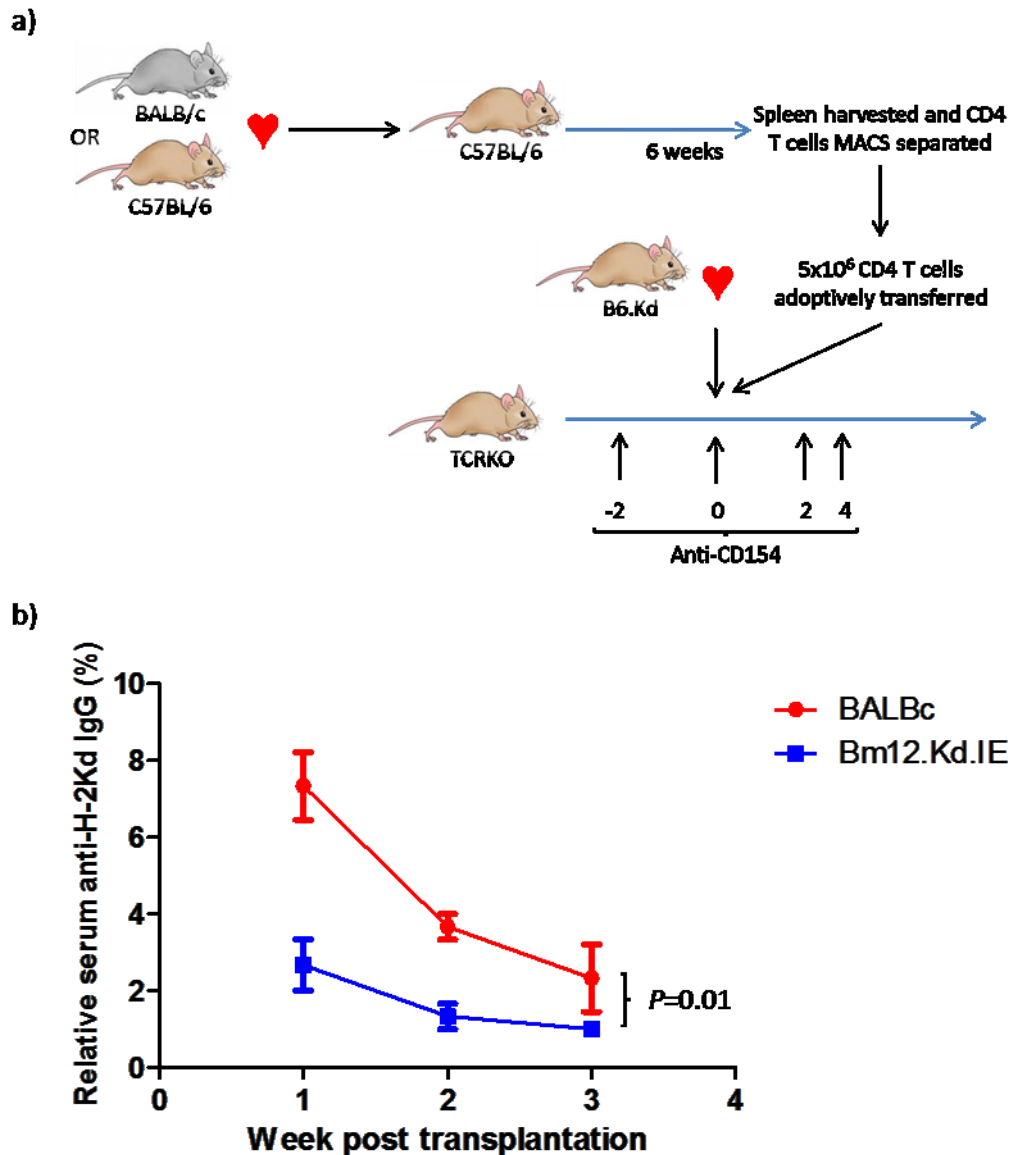 a)
BALB/c
OR
C57BL/6
C57BL/6
6 weeks
Spleen harvested and CD4
T cells MACS separated
B6.Kd
5x10⁶ CD4 T cells
adoptively transferred
TCRKO
-2 0 2 4
Anti-CD154
b)
Relative serum anti-H-2Kd IgG (%)
10
8
6
4
2
0
0 1 2 3 4
Week post transplantation
BALBc
Bm12.Kd.IE
P=0.01